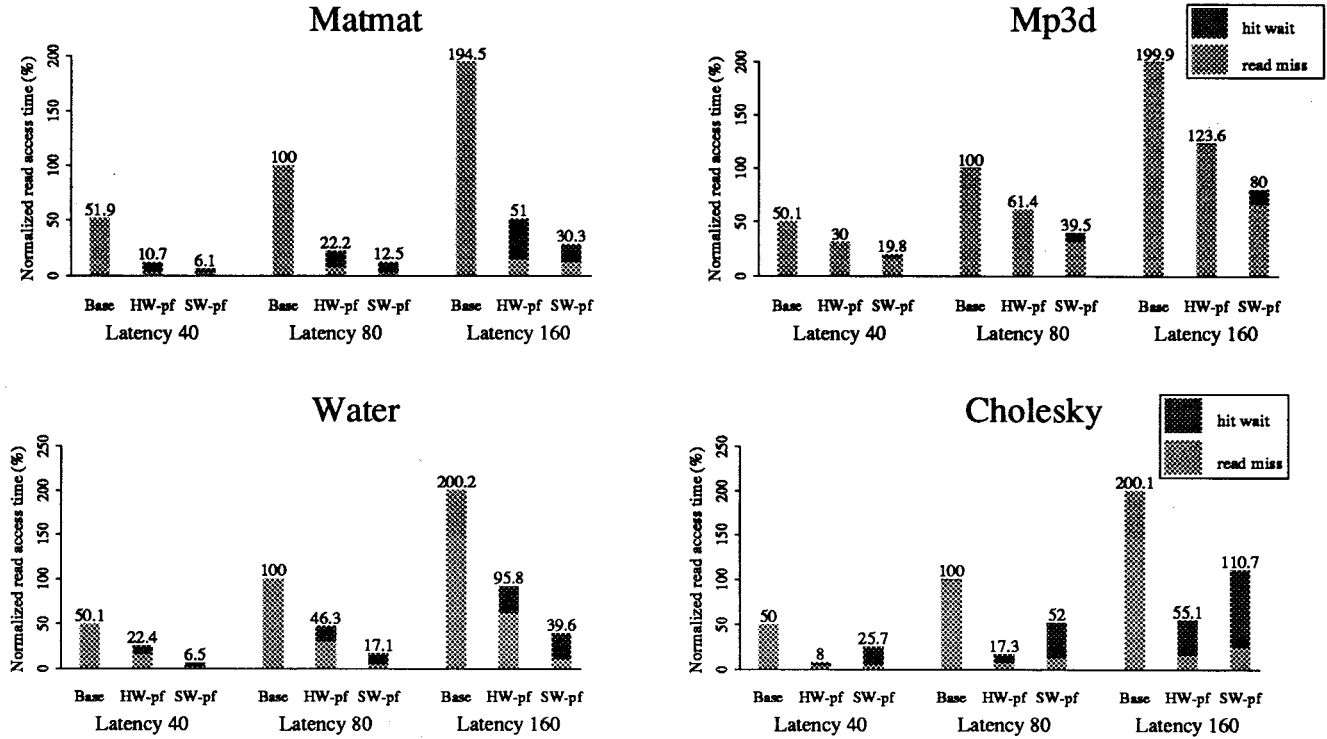 Matmat
Normalized read access time (%)
200
150
100
50
0
51.9
10.7
6.1
100
22.2
12.5
194.5
51
30.3
Base HW-pf SW-pf
Base HW-pf SW-pf
Base HW-pf SW-pf
Latency 40
Latency 80
Latency 160
Mp3d
hit wait
read miss
Normalized read access time (%)
200
150
100
50
0
50.1
30
19.8
100
61.4
39.5
199.9
123.6
80
Base HW-pf SW-pf
Base HW-pf SW-pf
Base HW-pf SW-pf
Latency 40
Latency 80
Latency 160
Water
Normalized read access time (%)
250
200
150
100
50
0
50.1
22.4
6.5
100
46.3
17.1
200.2
95.8
39.6
Base HW-pf SW-pf
Base HW-pf SW-pf
Base HW-pf SW-pf
Latency 40
Latency 80
Latency 160
Cholesky
hit wait
read miss
Normalized read access time (%)
250
200
150
100
50
0
50
8
25.7
100
17.3
52
200.1
55.1
110.7
Base HW-pf SW-pf
Base HW-pf SW-pf
Base HW-pf SW-pf
Latency 40
Latency 80
Latency 160